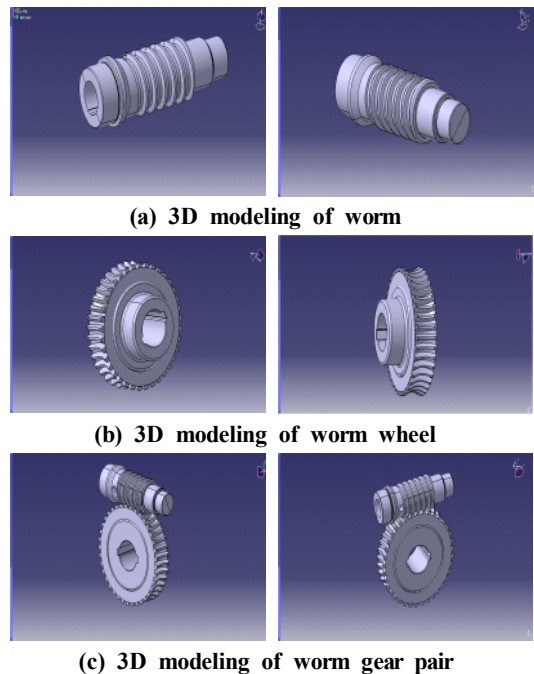 (a) 3D modeling of worm
(b) 3D modeling of worm wheel
(c) 3D modeling of worm gear pair